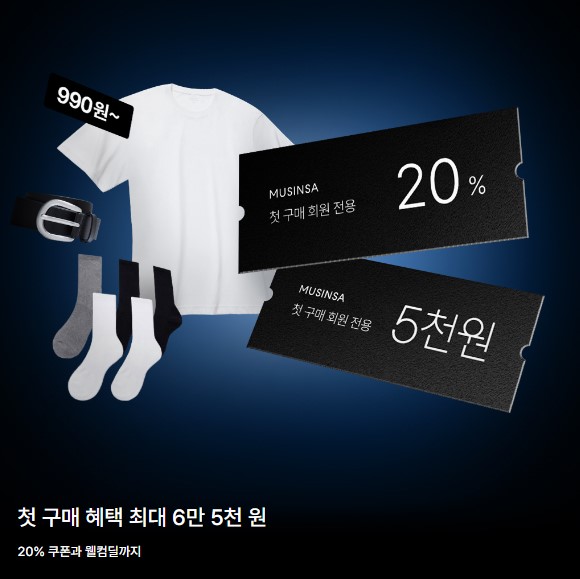 990원~
MUSINSA
첫 구매 회원 전용
20%
MUSINSA
첫 구매 회원 전용
5천원
첫 구매 혜택 최대 6만 5천 원
20% 쿠폰과 웰컴딜까지